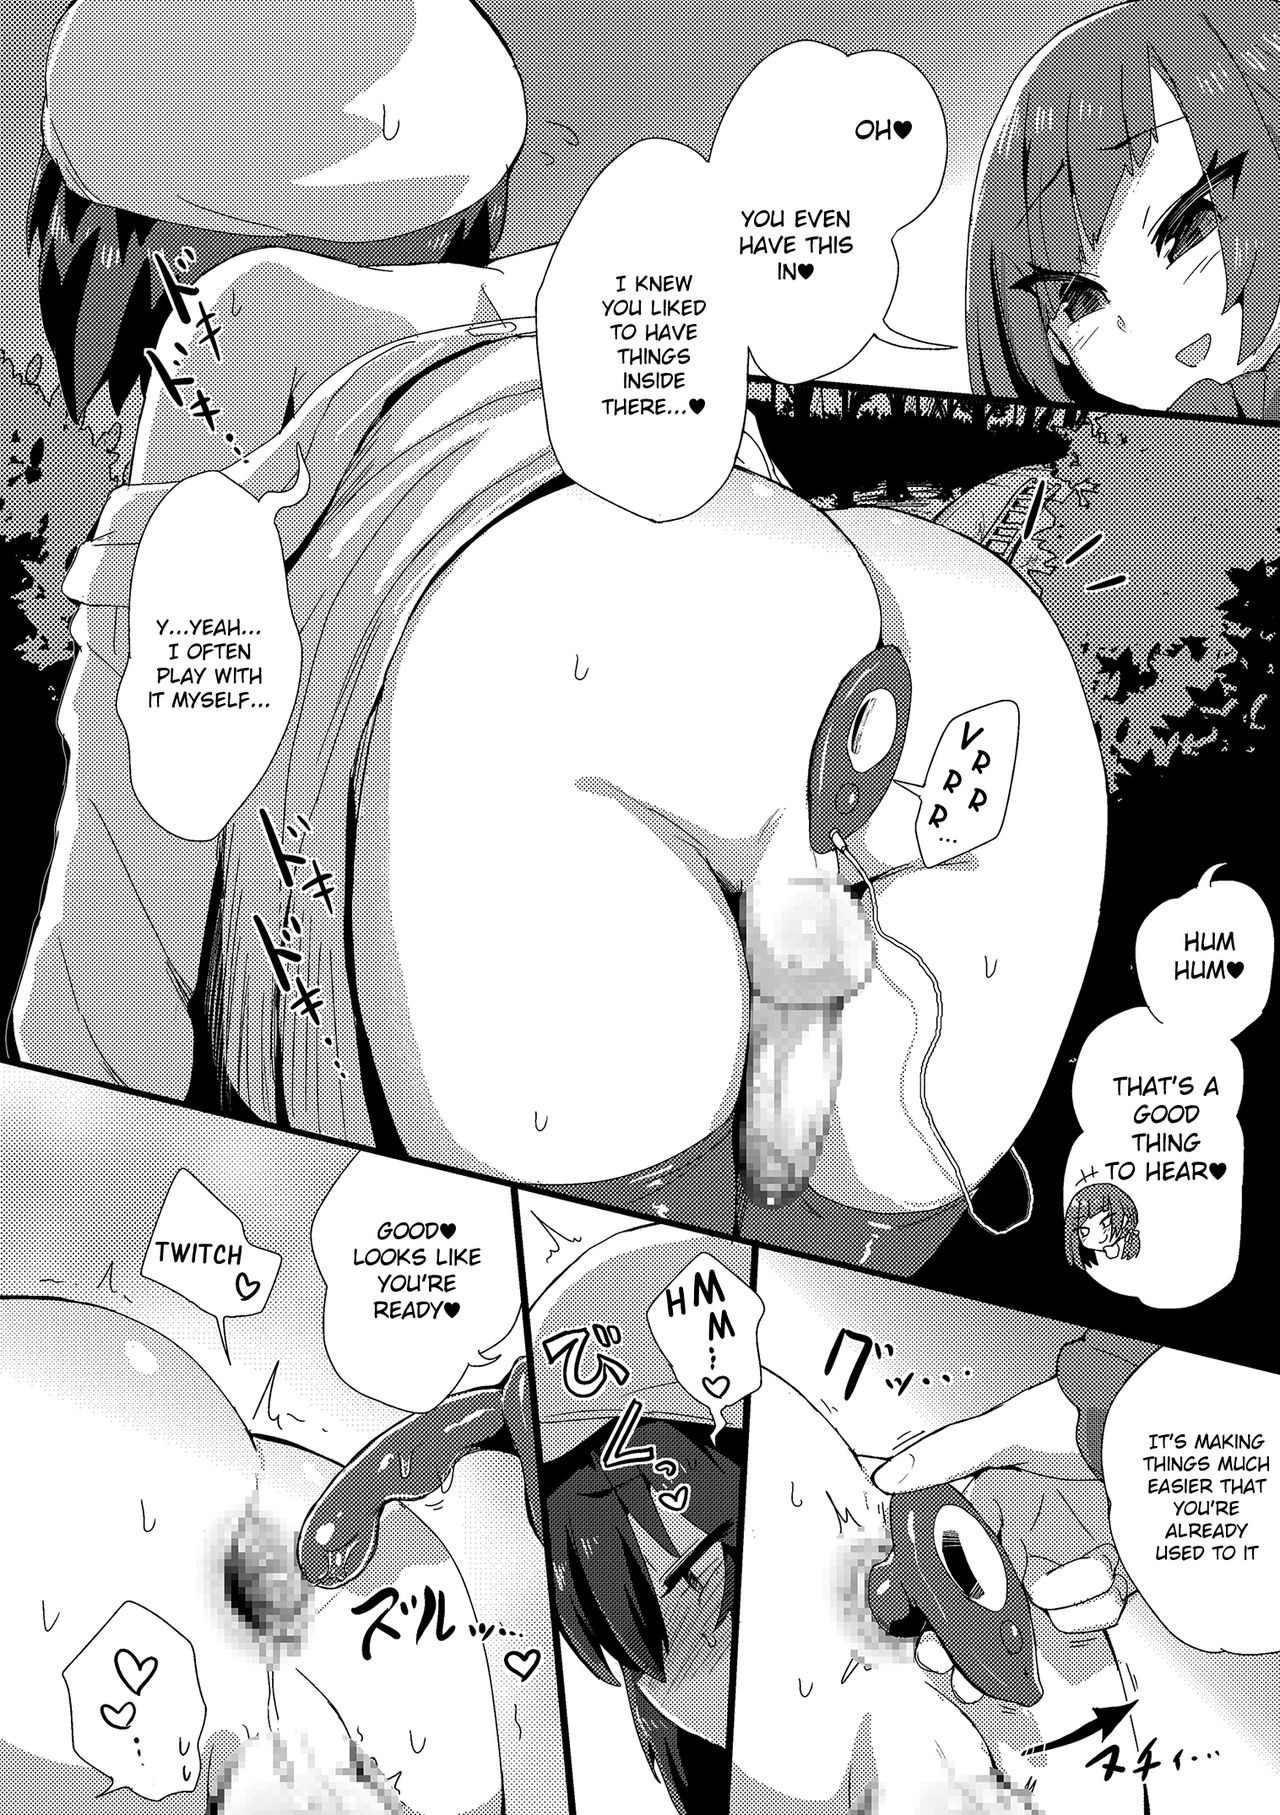 OH♥
YOU EVEN
HAVE THIS
IN♥
I KNEW
YOU LIKED
TO HAVE
THINGS
INSIDE
THERE...♥
ドキ
ドキ...
Y...YEAH...
I OFTEN
PLAY WITH
IT MYSELF...
VRR
RRR...
ドキ
ドキ...
HUM
HUM♥
THAT'S A
GOOD
THING
TO HEAR♥
IT'S MAKING
THINGS MUCH
EASIER THAT
YOU'RE
ALREADY
USED TO IT
グッ...
ヌチィ...
HMM
...♡
びくっ♡
GOOD♥
LOOKS LIKE
YOU'RE
READY♥
TWITCH
♡
ズルッ...♡
♡♡...